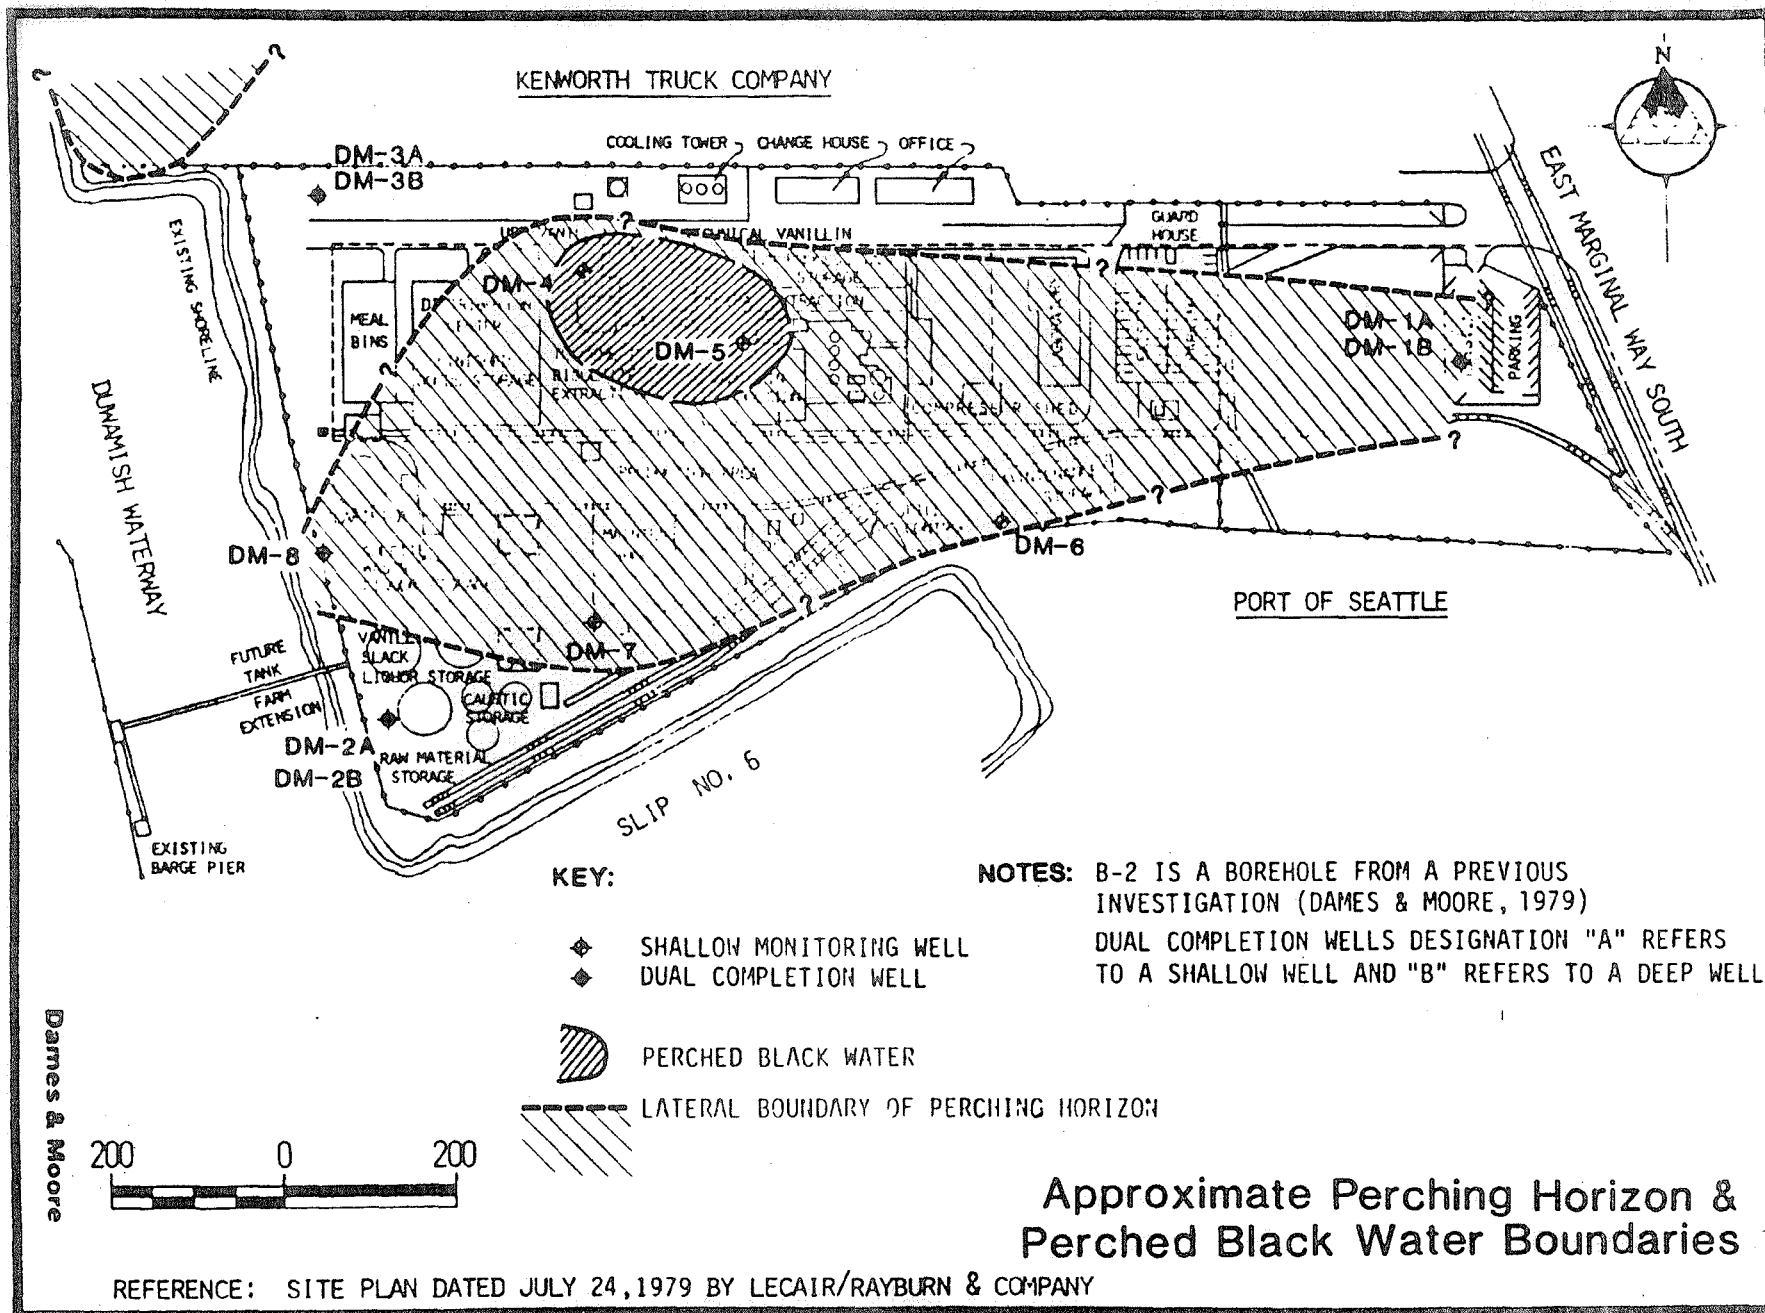 KENWORTH TRUCK COMPANY
N
COOLING TOWER CHANGE HOUSE OFFICE
DM-3A
DM-3B
EAST MARGINAL WAY SOUTH
GUARD
HOUSE
VANILLIN
EXISTING SHORELINE
DM-4
MEAL
BINS
DM-5
DM-1A
DM-1B
PARKING
DUWAMISH WATERWAY
DM-8
DM-6
PORT OF SEATTLE
DM-7
FUTURE
TANK
FARM
EXTENSION
LIQUOR STORAGE
STORAGE
DM-2A
DM-2B
RAW MATERIAL
STORAGE
SLIP NO. 6
EXISTING
BARGE PIER
KEY:
SHALLOW MONITORING WELL
DUAL COMPLETION WELL
PERCHED BLACK WATER
LATERAL BOUNDARY OF PERCHING HORIZON
NOTES: B-2 IS A BOREHOLE FROM A PREVIOUS
INVESTIGATION (DAMES & MOORE, 1979)
DUAL COMPLETION WELLS DESIGNATION "A" REFERS
TO A SHALLOW WELL AND "B" REFERS TO A DEEP WELL
Dames & Moore
200 0 200
Approximate Perching Horizon &
Perched Black Water Boundaries
REFERENCE: SITE PLAN DATED JULY 24,1979 BY LECAIR/RAYBURN & COMPANY